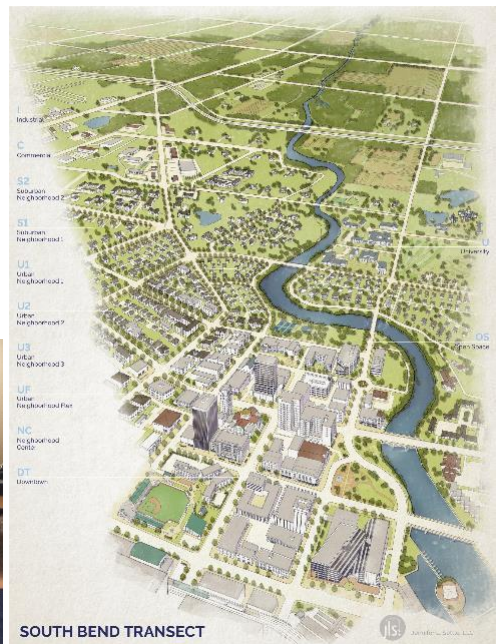 I
Industrial
C
Commercial
S2
Suburban
Neighborhood 2
S1
Suburban
Neighborhood 1
U1
Urban
Neighborhood 1
U2
Urban
Neighborhood 2
U3
Urban
Neighborhood 3
UF
Urban
Neighborhood Flex
NC
Neighborhood
Center
DT
Downtown
U
University
OS
Open Space
SOUTH BEND TRANSECT
jls